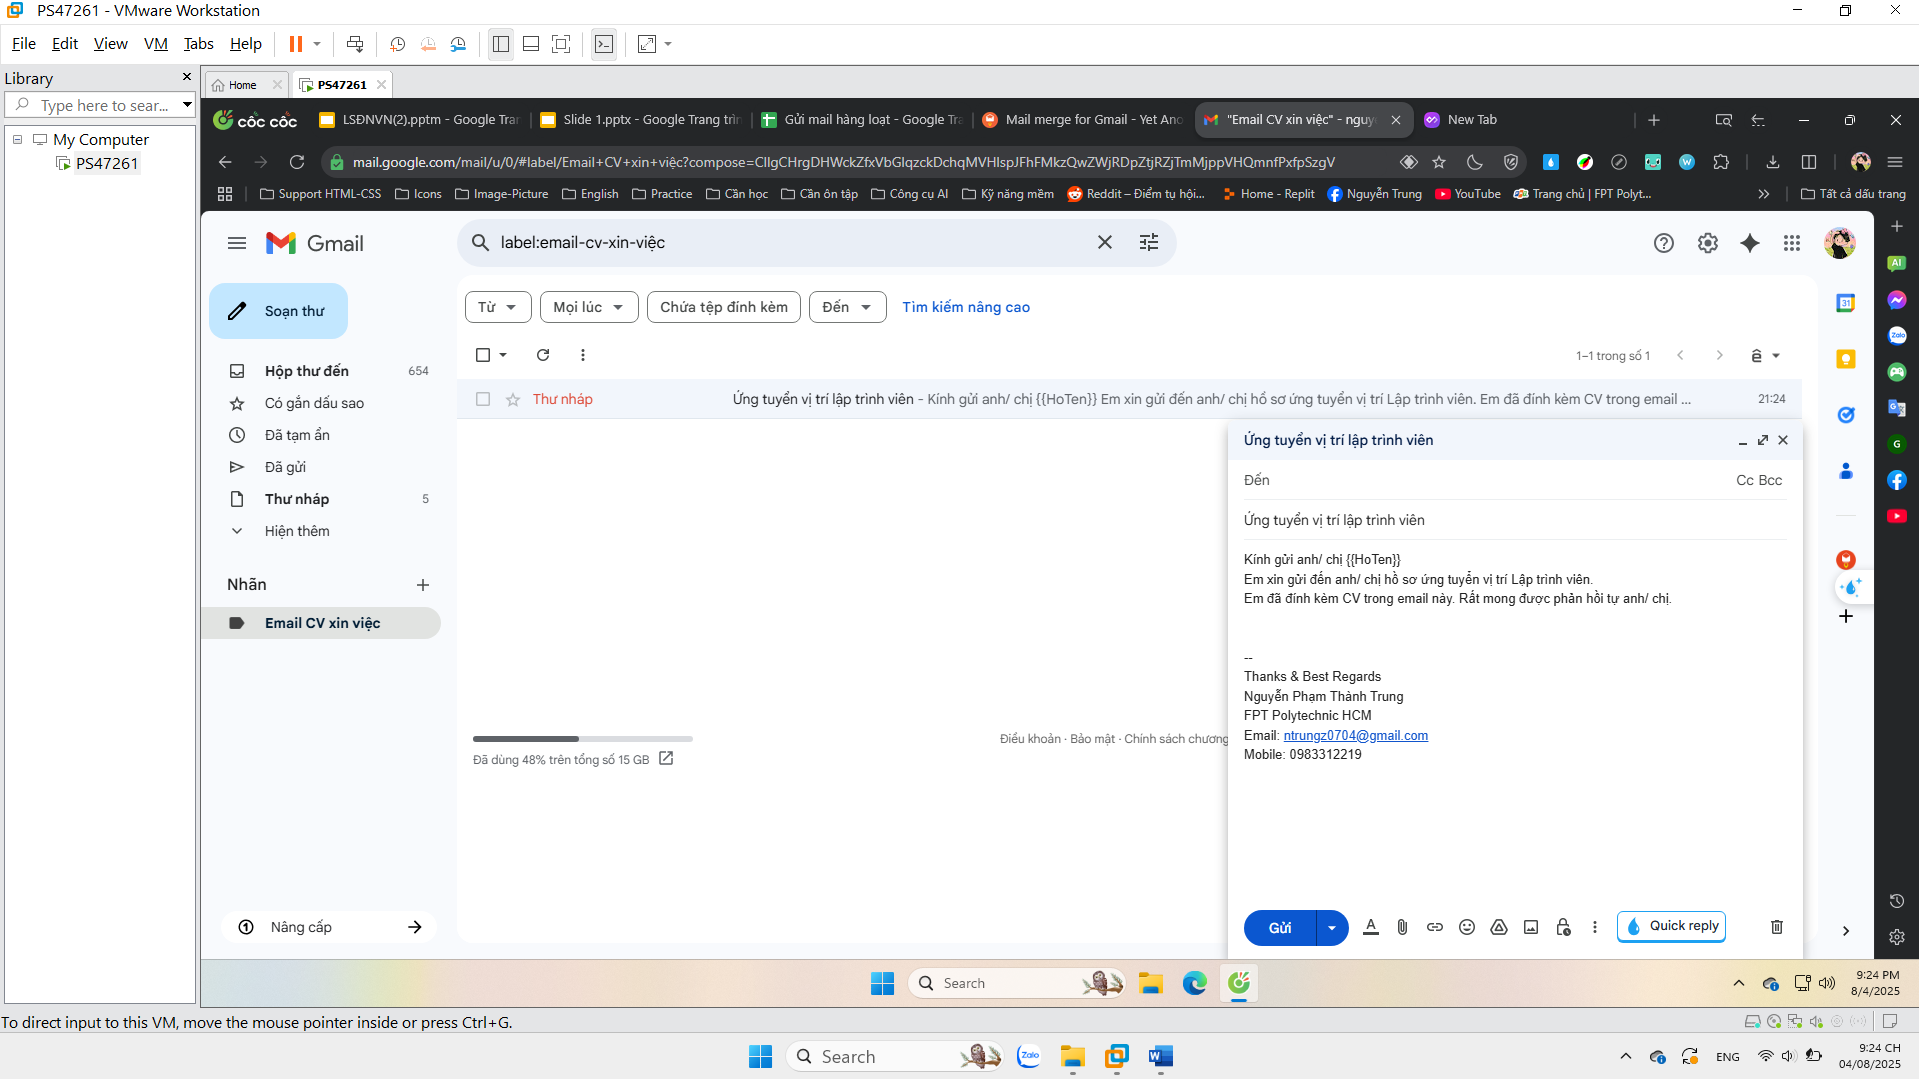 PS47261 - VMware Workstation
File Edit View VM Tabs Help
Library
Type here to sear...
My Computer
PS47261
Home
PS47261
cốc cốc
LSĐNVN(2).pptm - Google Tran
Slide 1.pptx - Google Trang trìn
Gửi mail hàng loạt - Google Tra
Mail merge for Gmail - Yet Ano
"Email CV xin việc" - nguy
New Tab
mail.google.com/mail/u/0/#label/Email+CV+xin+việc?compose=CllgCHrgDHWckZfxVbGlqzckDchqMVHlspJFhFMkzQwZWjRDpZtjRZjTmMjppVHQmnfPxfpSzgV
Support HTML-CSS
Icons
Image-Picture
English
Practice
Cần học
Cần ôn tập
Công cụ AI
Kỹ năng mềm
Reddit – Điểm tụ hội...
Home - Replit
Nguyễn Trung
YouTube
Trang chủ | FPT Polyt...
Tất cả dấu trang
Gmail
label:email-cv-xin-việc
Soạn thư
Từ
Mọi lúc
Chứa tệp đính kèm
Đến
Tìm kiếm nâng cao
1–1 trong số 1
Hộp thư đến 654
Có gắn dấu sao
Đã tạm ẩn
Đã gửi
Thư nháp 5
Hiện thêm
Nhãn
Email CV xin việc
Thư nháp
Ứng tuyển vị trí lập trình viên - Kính gửi anh/ chị {{HoTen}} Em xin gửi đến anh/ chị hồ sơ ứng tuyển vị trí Lập trình viên. Em đã đính kèm CV trong email ...
21:24
Ứng tuyển vị trí lập trình viên
Đến
Cc Bcc
Ứng tuyển vị trí lập trình viên
Kính gửi anh/ chị {{HoTen}}
Em xin gửi đến anh/ chị hồ sơ ứng tuyển vị trí Lập trình viên.
Em đã đính kèm CV trong email này. Rất mong được phản hồi tự anh/ chị.
--
Thanks & Best Regards
Nguyễn Phạm Thành Trung
FPT Polytechnic HCM
Email: ntrungz0704@gmail.com
Mobile: 0983312219
Đã dùng 48% trên tổng số 15 GB
Điều khoản · Bảo mật · Chính sách chương
Nâng cấp
Gửi
Quick reply
Search
9:24 PM
8/4/2025
To direct input to this VM, move the mouse pointer inside or press Ctrl+G.
Search
Zalo
ENG
9:24 CH
04/08/2025